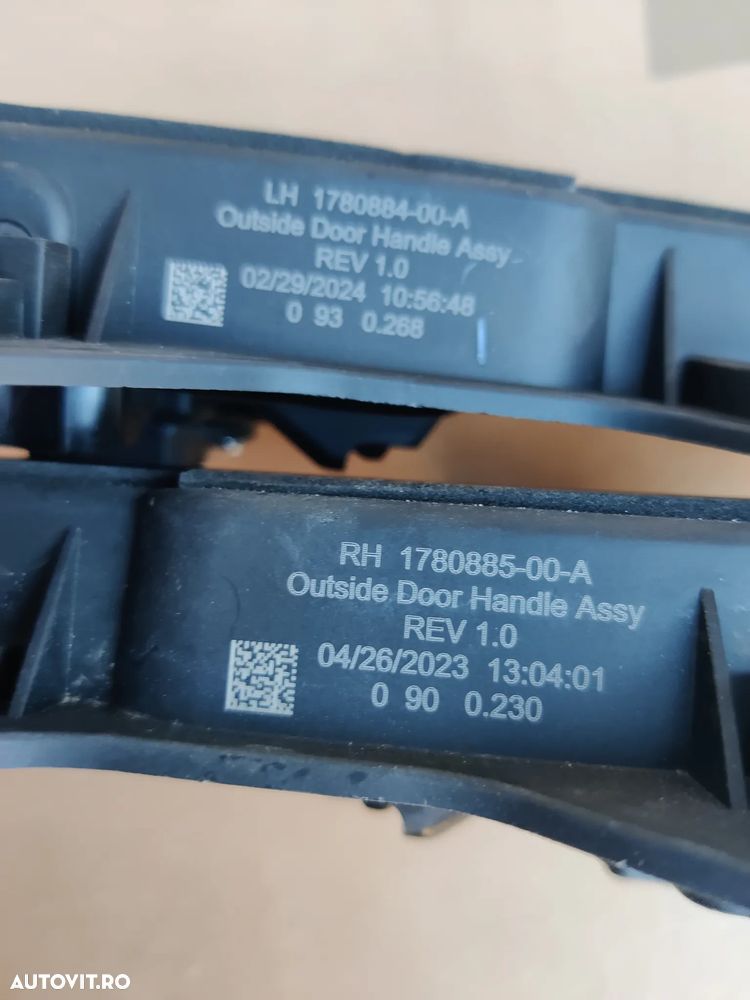 LH 1780884-00-A
Outside Door Handle Assy
REV 1.0
02/29/2024 10:56:48
0 93 0.268
RH 1780885-00-A
Outside Door Handle Assy
REV 1.0
04/26/2023 13:04:01
0 90 0.230
AUTOVIT.RO